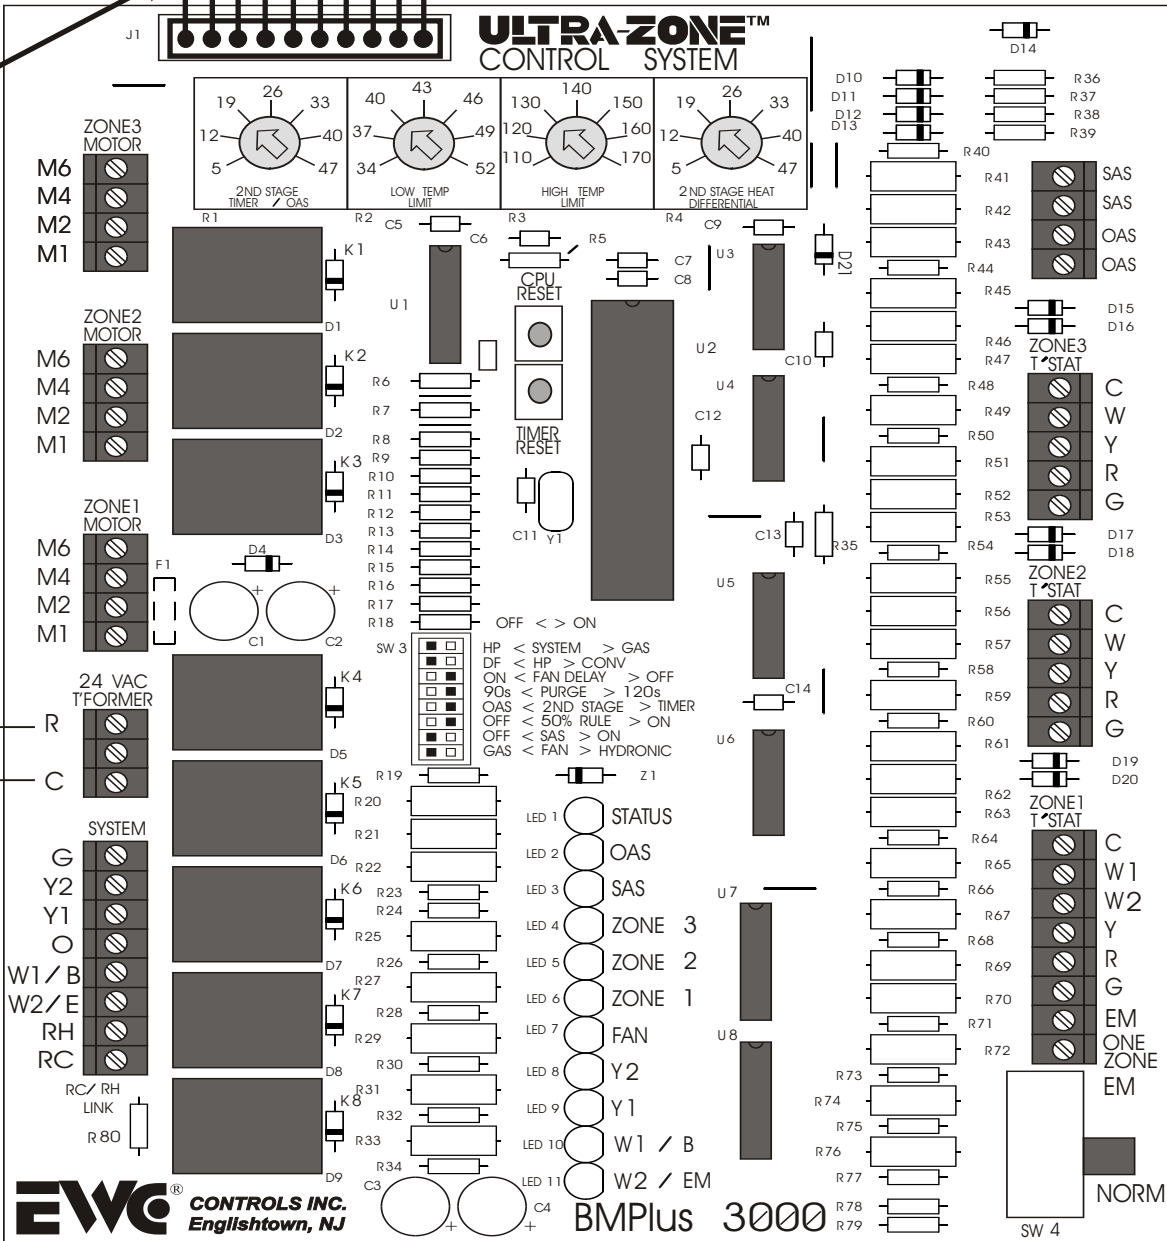 J1
ULTRA-ZONE™
CONTROL SYSTEM
5 12 19 26 33 40 47
2ND STAGE
TIMER / OAS
34 37 40 43 46 49 52
LOW TEMP
LIMIT
110 120 130 140 150 160 170
HIGH TEMP
LIMIT
5 12 19 26 33 40 47
2ND STAGE HEAT
DIFFERENTIAL
R1
R2
R3
R4
ZONE3
MOTOR
M6
M4
M2
M1
ZONE2
MOTOR
M6
M4
M2
M1
ZONE1
MOTOR
M6
M4
M2
M1
F1
24 VAC
T'FORMER
R
C
SYSTEM
G
Y2
Y1
O
W1/B
W2/E
RH
RC
RC/RH
LINK
R80
K1
D1
K2
D2
K3
D3
D4
+
C1
+
C2
K4
D5
K5
D6
K6
D7
K7
D8
K8
D9
C5
C6
U1
R5
C7
C8
CPU
RESET
TIMER
RESET
C11
Y1
U2
C12
R6
R7
R8
R9
R10
R11
R12
R13
R14
R15
R16
R17
R18
OFF < > ON
SW 3
HP < SYSTEM > GAS
DF < HP > CONV
ON < FAN DELAY > OFF
90s < PURGE > 120s
OAS < 2ND STAGE > TIMER
OFF < 50% RULE > ON
OFF < SAS > ON
GAS < FAN > HYDRONIC
R19
R20
R21
R22
R23
R24
R25
R26
R27
R28
R29
R30
R31
R32
R33
R34
C3
+
C4
+
Z1
LED 1 STATUS
LED 2 OAS
LED 3 SAS
LED 4 ZONE 3
LED 5 ZONE 2
LED 6 ZONE 1
LED 7 FAN
LED 8 Y2
LED 9 Y1
LED 10 W1 / B
LED 11 W2 / EM
C9
U3
D21
C10
U4
C13
R35
U5
C14
U6
U7
U8
D14
D10
D11
D12
D13
R36
R37
R38
R39
R40
R41
R42
R43
R44
R45
R46
R47
R48
R49
R50
R51
R52
R53
R54
R55
R56
R57
R58
R59
R60
R61
R62
R63
R64
R65
R66
R67
R68
R69
R70
R71
R72
R73
R74
R75
R76
R77
R78
R79
SAS
SAS
OAS
OAS
D15
D16
ZONE3
T'STAT
C
W
Y
R
G
D17
D18
ZONE2
T'STAT
C
W
Y
R
G
D19
D20
ZONE1
T'STAT
C
W1
W2
Y
R
G
EM
ONE
ZONE
EM
NORM
SW 4
EWC® CONTROLS INC.
Englishtown, NJ
BMPlus 3000